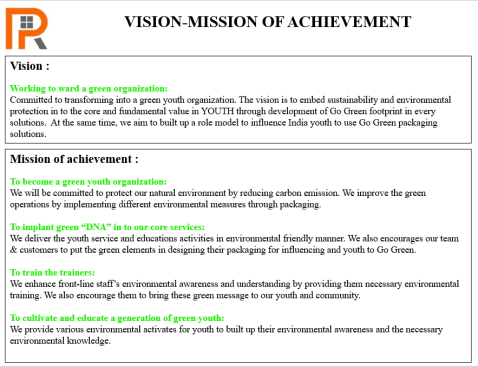 VISION-MISSION OF ACHIEVEMENT
Vision :
Working to ward a green organization:
Committed to transforming into a green youth organization. The vision is to embed sustainability and environmental
protection in to the core and fundamental value in YOUTH through development of Go Green footprint in every
solutions. At the same time, we aim to built up a role model to influence India youth to use Go Green packaging
solutions.
Mission of achievement :
To become a green youth organization:
We will be committed to protect our natural environment by reducing carbon emission. We improve the green
operations by implementing different environmental measures through packaging.
To implant green “DNA” in to our core services:
We deliver the youth service and educations activities in environmental friendly manner. We also encourages our team
& customers to put the green elements in designing their packaging for influencing and youth to Go Green.
To train the trainers:
We enhance front-line staff’s environmental awareness and understanding by providing them necessary environmental
training. We also encourage them to bring these green message to our youth and community.
To cultivate and educate a generation of green youth:
We provide various environmental activates for youth to built up their environmental awareness and the necessary
environmental knowledge.